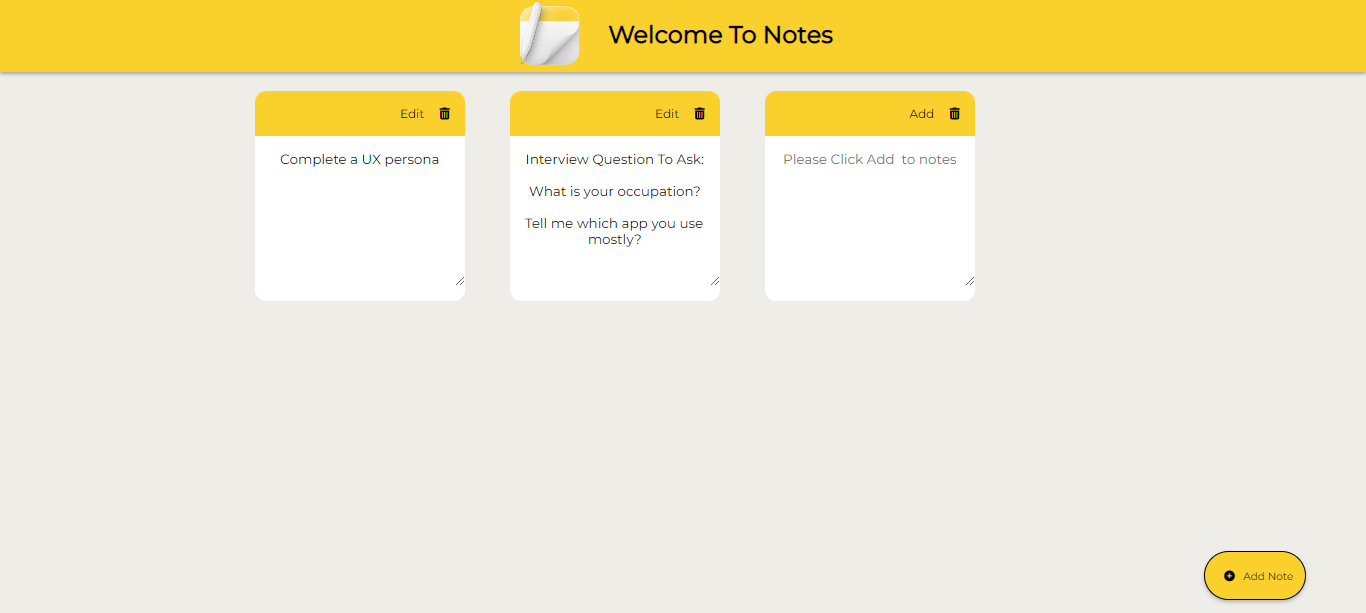 Welcome To Notes
Edit
Complete a UX persona
Edit
Interview Question To Ask:
What is your occupation?
Tell me which app you use
mostly?
Add
Please Click Add  to notes
Add Note